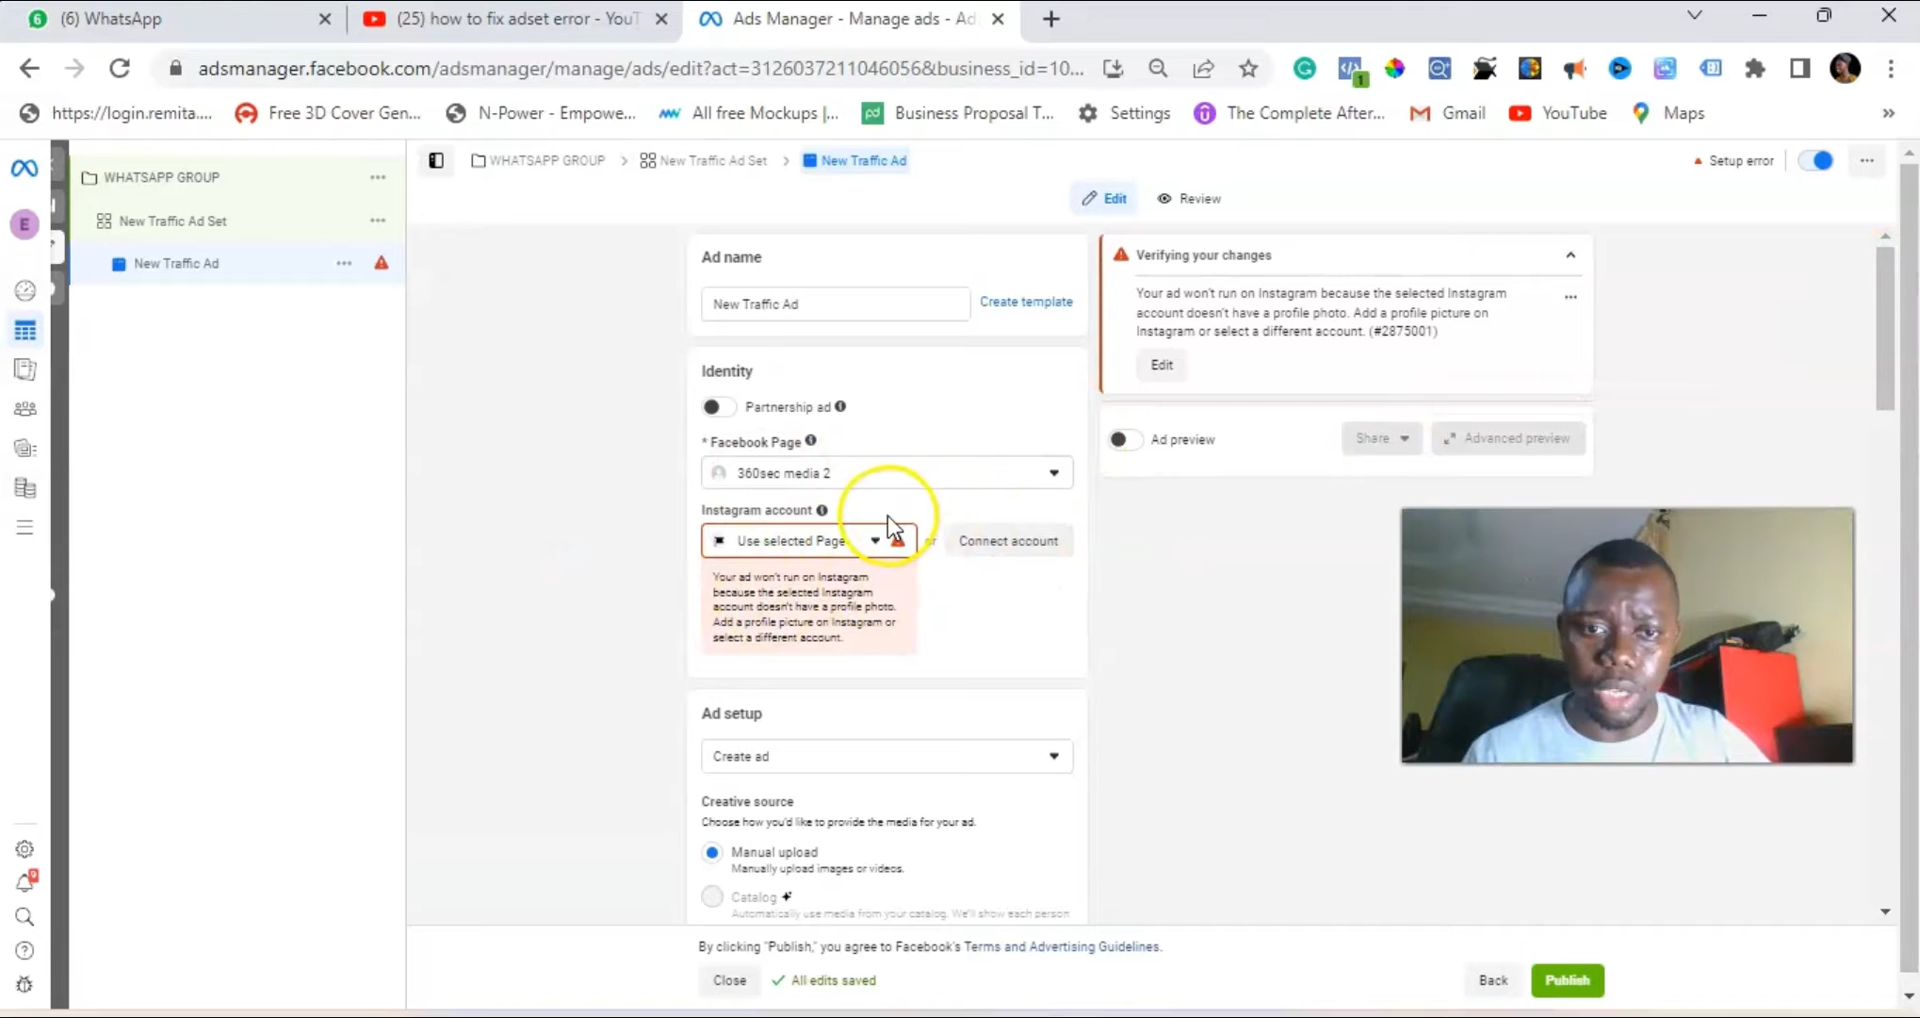 6 (6) WhatsApp
(25) how to fix adset error - YouT
Ads Manager - Manage ads - Ad
adsmanager.facebook.com/adsmanager/manage/ads/edit?act=3126037211046056&business_id=10...
1
https://login.remita....
Free 3D Cover Gen...
N-Power - Empowe...
All free Mockups |...
pd Business Proposal T...
Settings
The Complete After...
Gmail
YouTube
Maps
»
E
9
WHATSAPP GROUP
New Traffic Ad Set
New Traffic Ad
WHATSAPP GROUP > New Traffic Ad Set > New Traffic Ad
Setup error
Edit
Review
Ad name
New Traffic Ad
Create template
Identity
Partnership ad
* Facebook Page
360sec media 2
Instagram account
Use selected Page
or
Connect account
Your ad won't run on Instagram
because the selected Instagram
account doesn't have a profile photo.
Add a profile picture on Instagram or
select a different account.
Ad setup
Create ad
Creative source
Choose how you'd like to provide the media for your ad.
Manual upload
Manually upload images or videos.
Catalog
Automatically use media from your catalog. We'll show each person
Verifying your changes
Your ad won't run on Instagram because the selected Instagram
account doesn't have a profile photo. Add a profile picture on
Instagram or select a different account. (#2875001)
Edit
Ad preview
Share
Advanced preview
By clicking "Publish," you agree to Facebook's Terms and Advertising Guidelines.
Close
All edits saved
Back
Publish